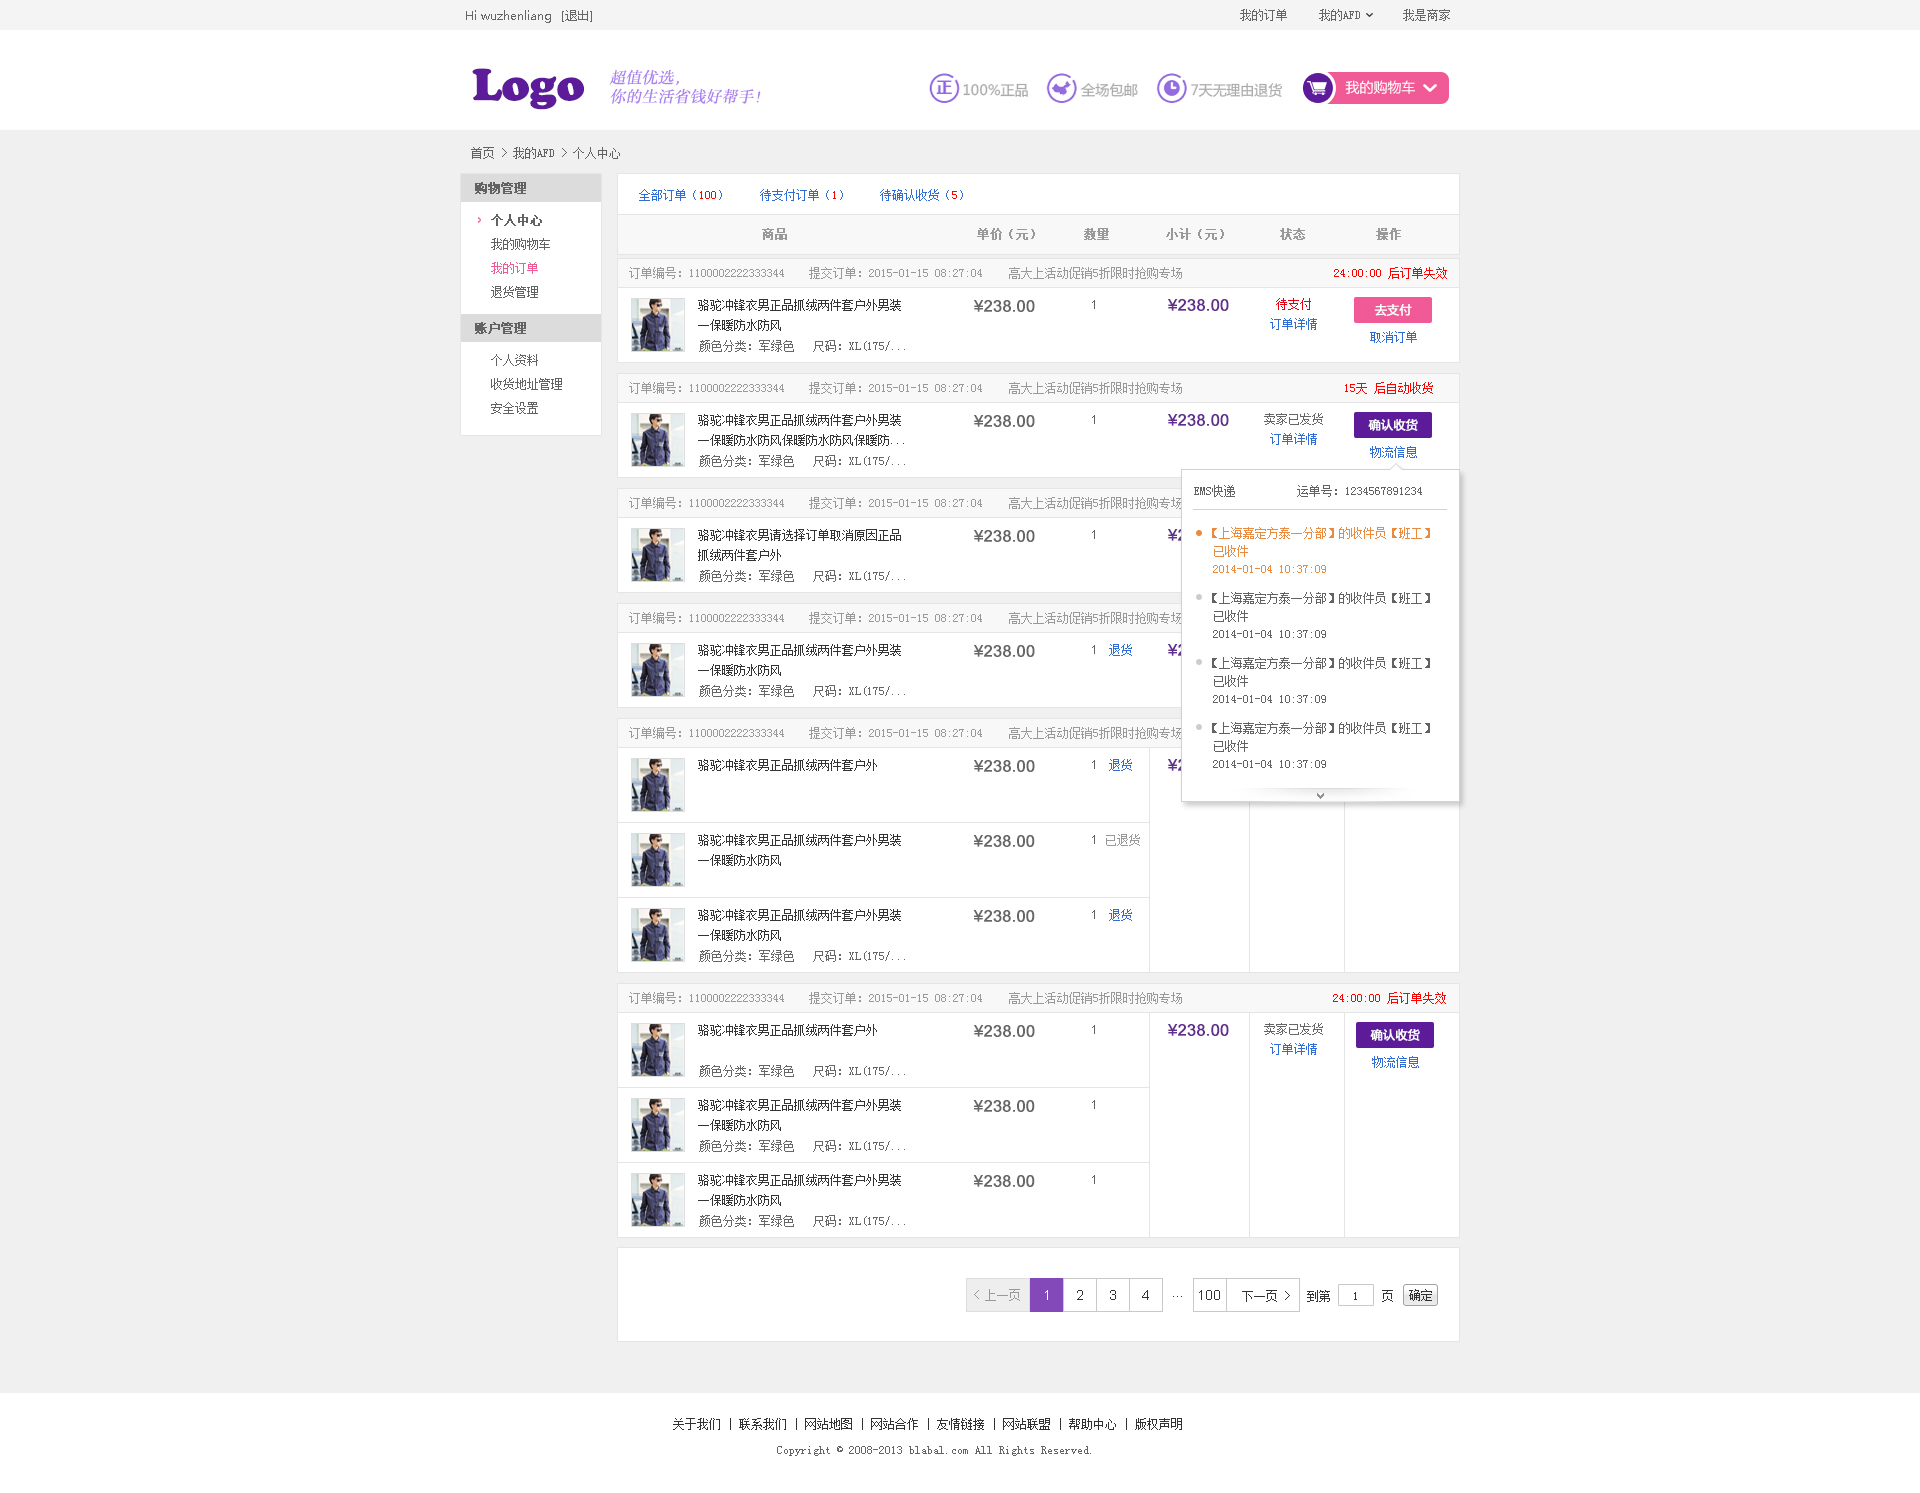 Hi wuzhenliang [退出]
我的订单 我的AFD 我是商家
Logo
超值优选，
你的生活省钱好帮手！
正 100%正品 全场包邮 7天无理由退货 我的购物车
首页 > 我的AFD > 个人中心
购物管理
个人中心
我的购物车
我的订单
退货管理
账户管理
个人资料
收货地址管理
安全设置
全部订单（100） 待支付订单（1） 待确认收货（5）
商品 单价（元） 数量 小计（元） 状态 操作
订单编号：1100002222333344 提交订单：2015-01-15 08:27:04 高大上活动促销5折限时抢购专场 24:00:00 后订单失效
骆驼冲锋衣男正品抓绒两件套户外男装 ¥238.00 1 ¥238.00 待支付 去支付
一保暖防水防风 订单详情 取消订单
颜色分类：军绿色 尺码：XL(175/...
订单编号：1100002222333344 提交订单：2015-01-15 08:27:04 高大上活动促销5折限时抢购专场 15天 后自动收货
骆驼冲锋衣男正品抓绒两件套户外男装 ¥238.00 1 ¥238.00 卖家已发货 确认收货
一保暖防水防风保暖防水防风保暖防... 订单详情 物流信息
颜色分类：军绿色 尺码：XL(175/...
订单编号：1100002222333344 提交订单：2015-01-15 08:27:04 高大上活动促销5折限时抢购专场
骆驼冲锋衣男请选择订单取消原因正品 ¥238.00 1 ¥2
抓绒两件套户外
颜色分类：军绿色 尺码：XL(175/...
订单编号：1100002222333344 提交订单：2015-01-15 08:27:04 高大上活动促销5折限时抢购专场
骆驼冲锋衣男正品抓绒两件套户外男装 ¥238.00 1 退货 ¥2
一保暖防水防风
颜色分类：军绿色 尺码：XL(175/...
订单编号：1100002222333344 提交订单：2015-01-15 08:27:04 高大上活动促销5折限时抢购专场
骆驼冲锋衣男正品抓绒两件套户外 ¥238.00 1 退货 ¥2
骆驼冲锋衣男正品抓绒两件套户外男装 ¥238.00 1 已退货
一保暖防水防风
骆驼冲锋衣男正品抓绒两件套户外男装 ¥238.00 1 退货
一保暖防水防风
颜色分类：军绿色 尺码：XL(175/...
EMS快递 运单号：1234567891234
【上海嘉定方泰一分部】的收件员【班工】
已收件
2014-01-04 10:37:09
【上海嘉定方泰一分部】的收件员【班工】
已收件
2014-01-04 10:37:09
【上海嘉定方泰一分部】的收件员【班工】
已收件
2014-01-04 10:37:09
【上海嘉定方泰一分部】的收件员【班工】
已收件
2014-01-04 10:37:09
订单编号：1100002222333344 提交订单：2015-01-15 08:27:04 高大上活动促销5折限时抢购专场 24:00:00 后订单失效
骆驼冲锋衣男正品抓绒两件套户外 ¥238.00 1 ¥238.00 卖家已发货 确认收货
订单详情 物流信息
颜色分类：军绿色 尺码：XL(175/...
骆驼冲锋衣男正品抓绒两件套户外男装 ¥238.00 1
一保暖防水防风
颜色分类：军绿色 尺码：XL(175/...
骆驼冲锋衣男正品抓绒两件套户外男装 ¥238.00 1
一保暖防水防风
颜色分类：军绿色 尺码：XL(175/...
< 上一页 1 2 3 4 ... 100 下一页 > 到第 1 页 确定
关于我们 | 联系我们 | 网站地图 | 网站合作 | 友情链接 | 网站联盟 | 帮助中心 | 版权声明
Copyright © 2008-2013 blabal.com All Rights Reserved.